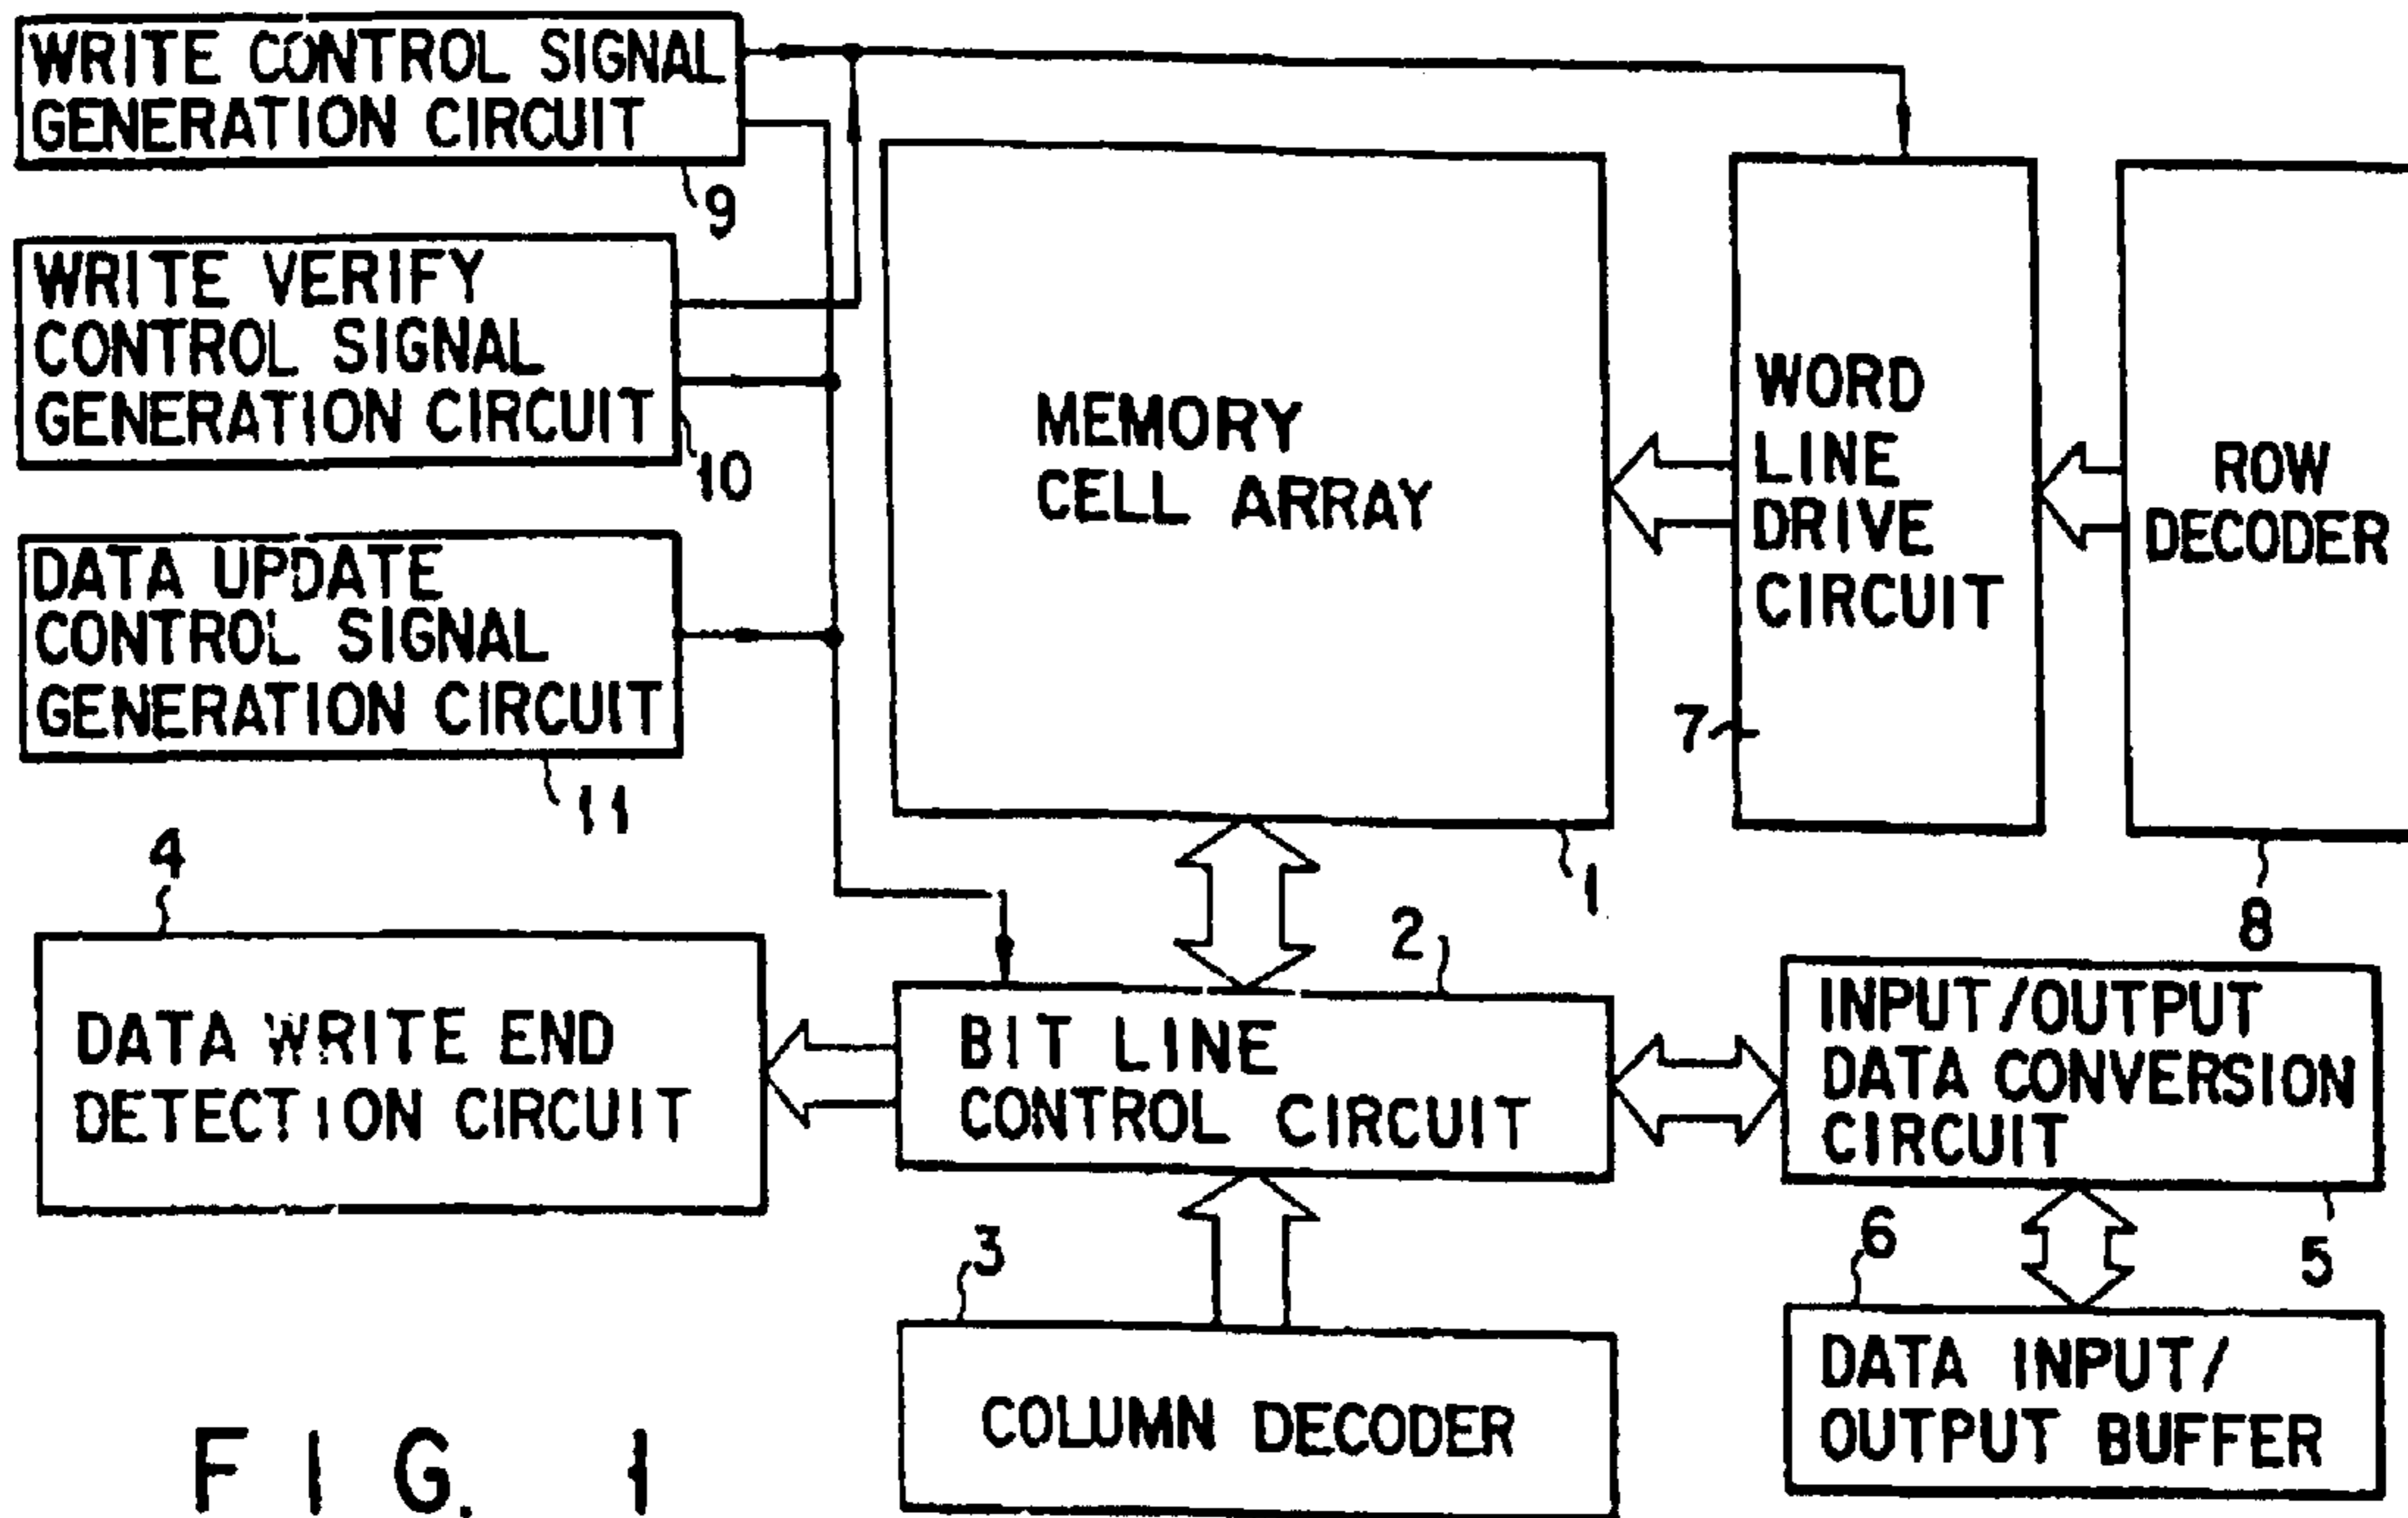 WRITE CONTROL SIGNAL
GENERATION CIRCUIT
9
WRITE VERIFY
CONTROL SIGNAL
GENERATION CIRCUIT
10
DATA UPDATE
CONTROL SIGNAL
GENERATION CIRCUIT
11
MEMORY
CELL ARRAY
1
WORD
LINE
DRIVE
CIRCUIT
7
ROW
DECODER
8
4
DATA WRITE END
DETECTION CIRCUIT
2
BIT LINE
CONTROL CIRCUIT
INPUT/OUTPUT
DATA CONVERSION
CIRCUIT
5
3
COLUMN DECODER
6
DATA INPUT/
OUTPUT BUFFER
FIG. 1